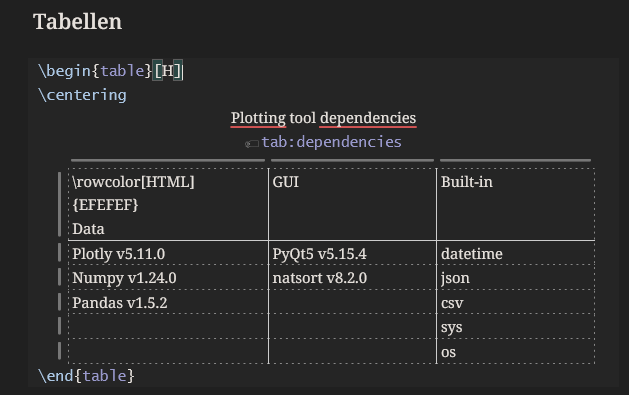 Tabellen
\begin{table}[H]
\centering
Plotting tool dependencies
tab:dependencies
\rowcolor[HTML]
{EFEFEF}
Data GUI Built-in
Plotly v5.11.0 PyQt5 v5.15.4 datetime
Numpy v1.24.0 natsort v8.2.0 json
Pandas v1.5.2 csv
sys
os
\end{table}